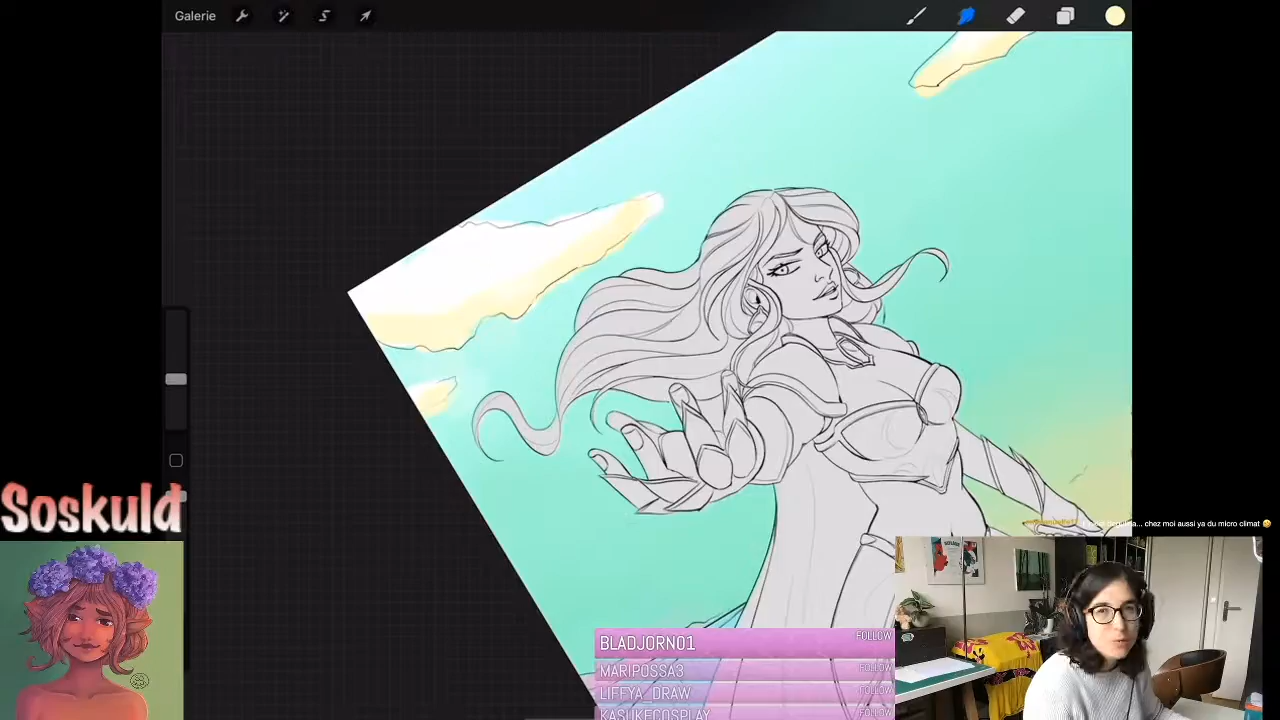 Galerie
chez moi aussi ya du micro climat
Soskuld
BLADJORN01 FOLLOW
MARIPOSSA3 FOLLOW
LIFFYA_DRAW FOLLOW
KASUKECOSPLAY FOLLOW